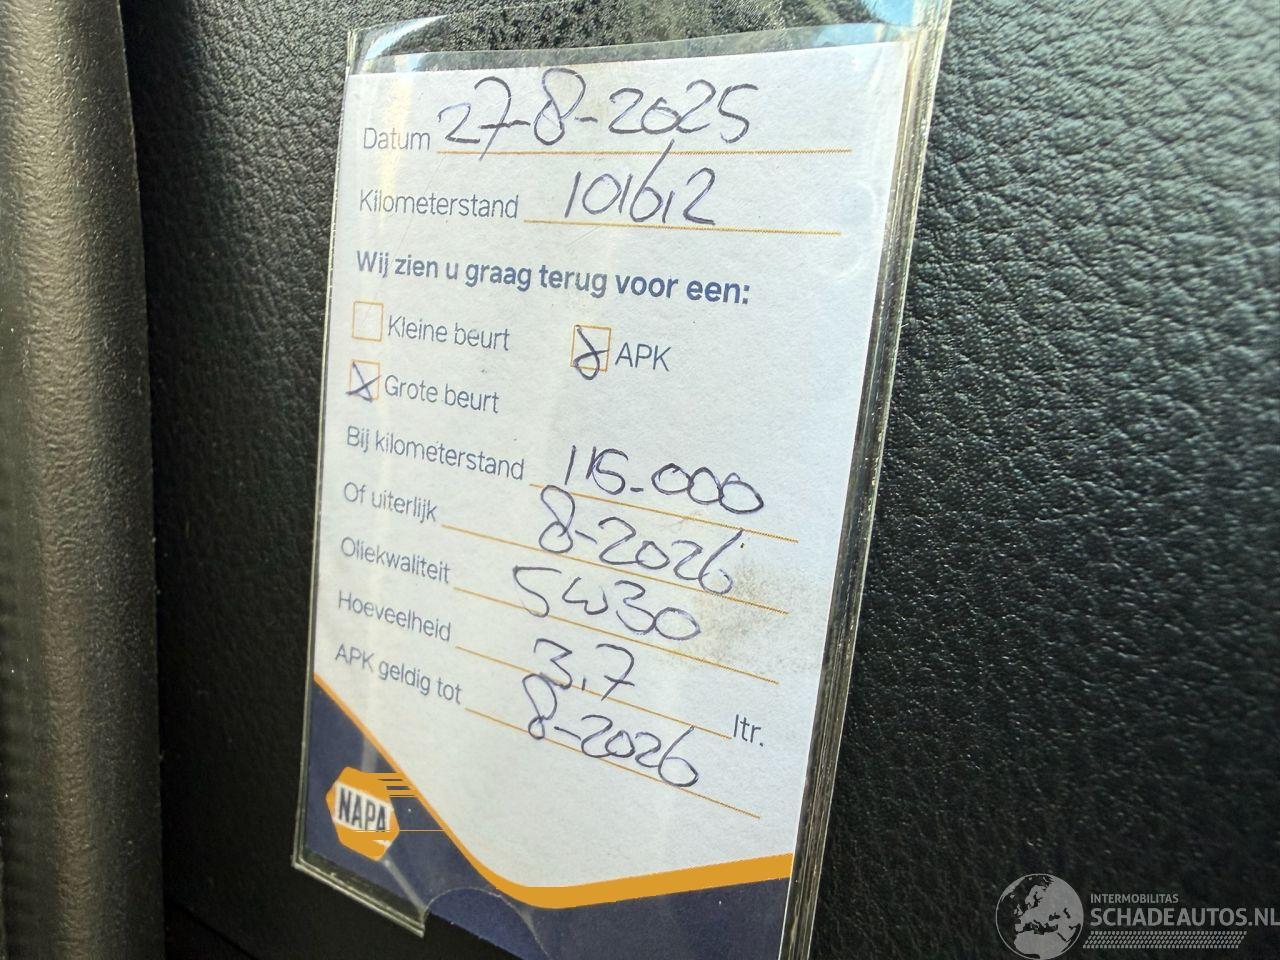 Datum 27-8-2025
Kilometerstand 101612
Wij zien u graag terug voor een:
Kleine beurt APK
Grote beurt
Bij kilometerstand 115.000
Of uiterlijk 8-2026
Oliekwaliteit 5W30
Hoeveelheid 3.7 ltr.
APK geldig tot 8-2026
NAPA
INTERMOBILITAS
SCHADEAUTOS.NL